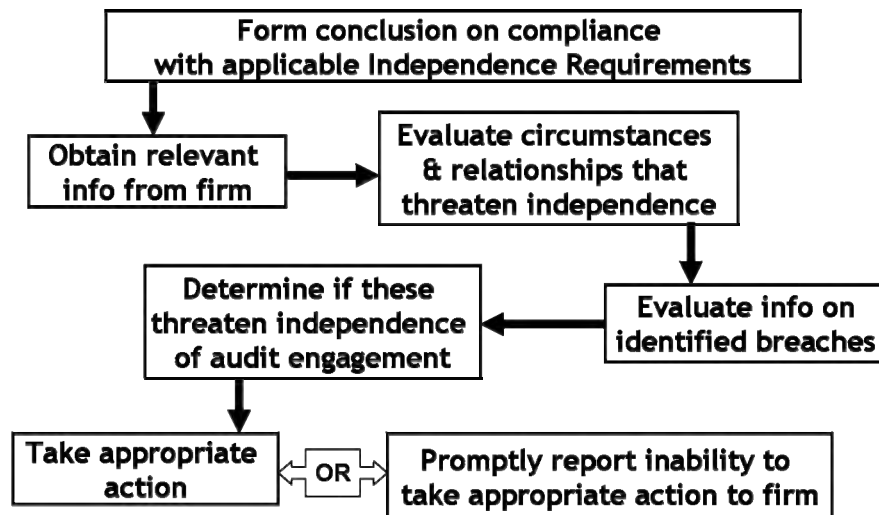 Form conclusion on compliance
with applicable Independence Requirements
Obtain relevant
info from firm
Evaluate circumstances
& relationships that
threaten independence
Evaluate info on
identified breaches
Determine if these
threaten independence
of audit engagement
Take appropriate
action
OR
Promptly report inability to
take appropriate action to firm